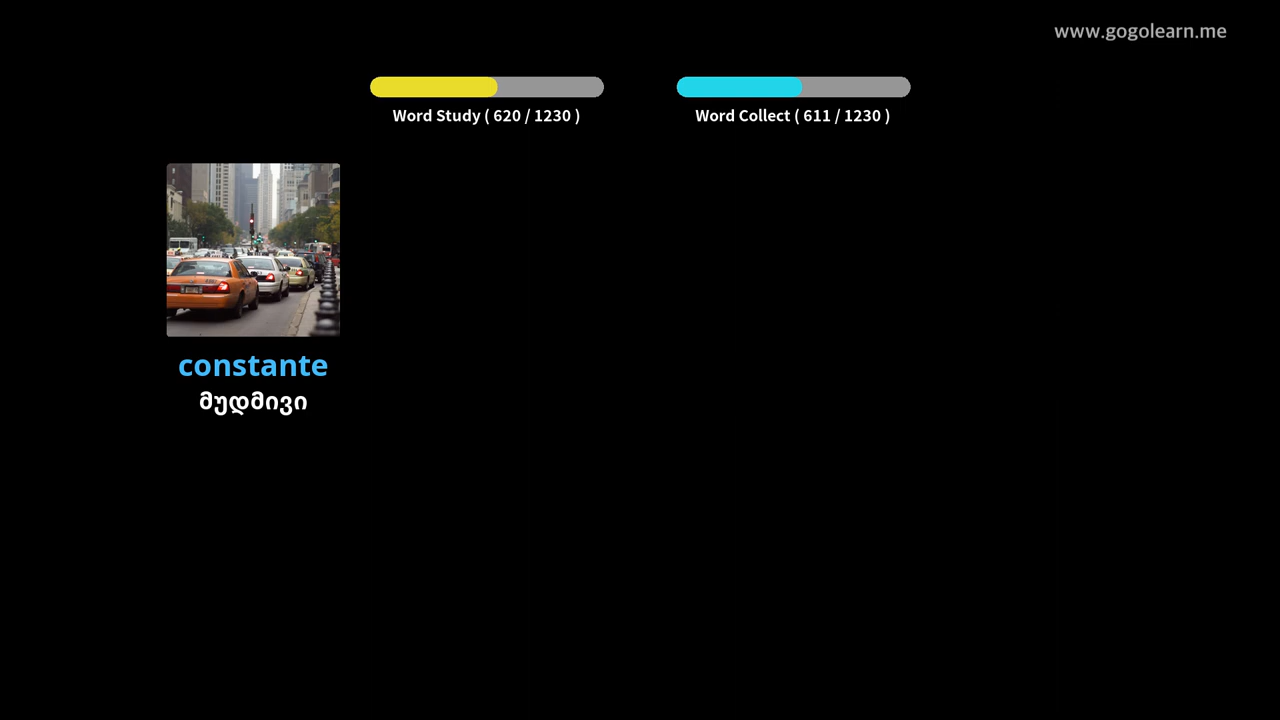 www.gogolearn.me
Word Study ( 620 / 1230 )
Word Collect ( 611 / 1230 )
constante
მუდმივი